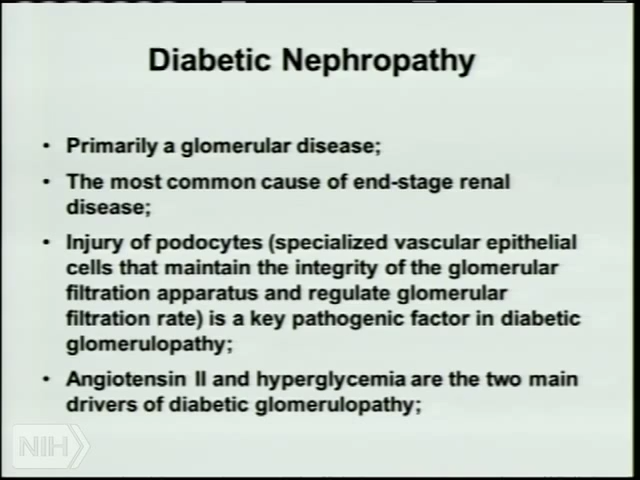 Diabetic Nephropathy
• Primarily a glomerular disease;
• The most common cause of end-stage renal
disease;
• Injury of podocytes (specialized vascular epithelial
cells that maintain the integrity of the glomerular
filtration apparatus and regulate glomerular
filtration rate) is a key pathogenic factor in diabetic
glomerulopathy;
• Angiotensin II and hyperglycemia are the two main
drivers of diabetic glomerulopathy;
NIH